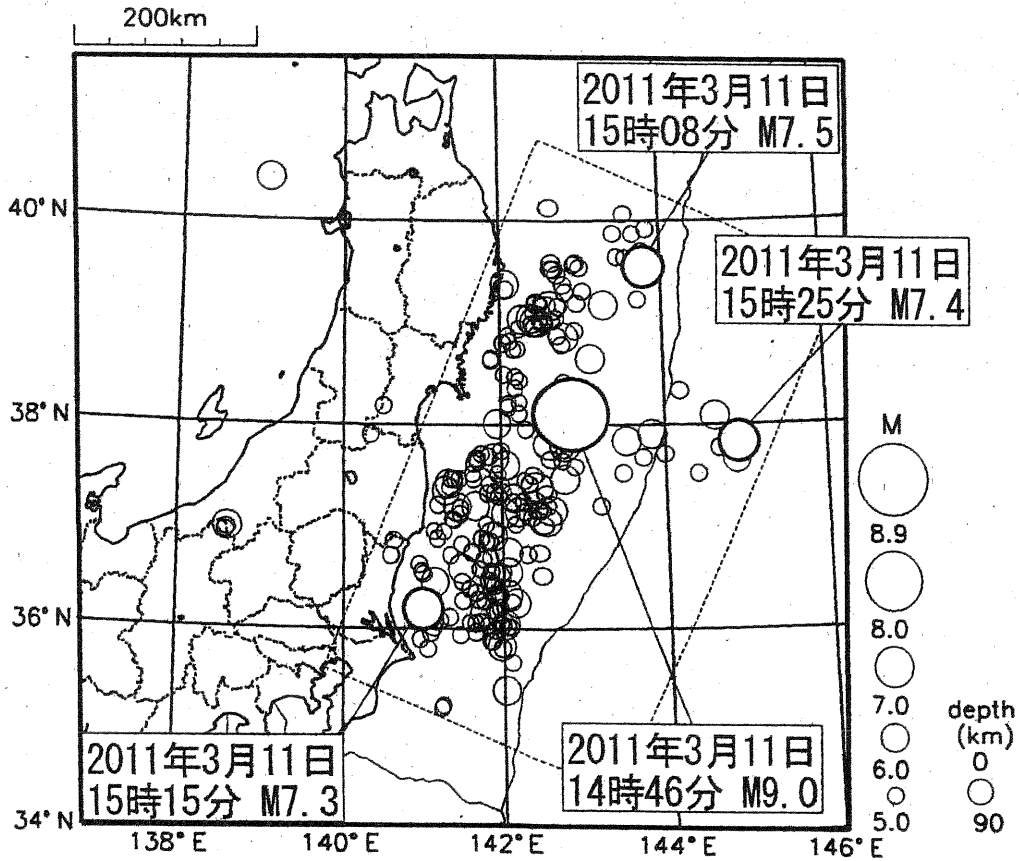 200km
2011年3月11日
15時08分 M7.5
40°N
2011年3月11日
15時25分 M7.4
38°N
M
8.9
8.0
36°N
7.0
depth
(km)
2011年3月11日
15時15分 M7.3
2011年3月11日
14時46分 M9.0
0
6.0
90
5.0
34°N
138°E
140°E
142°E
144°E
146°E